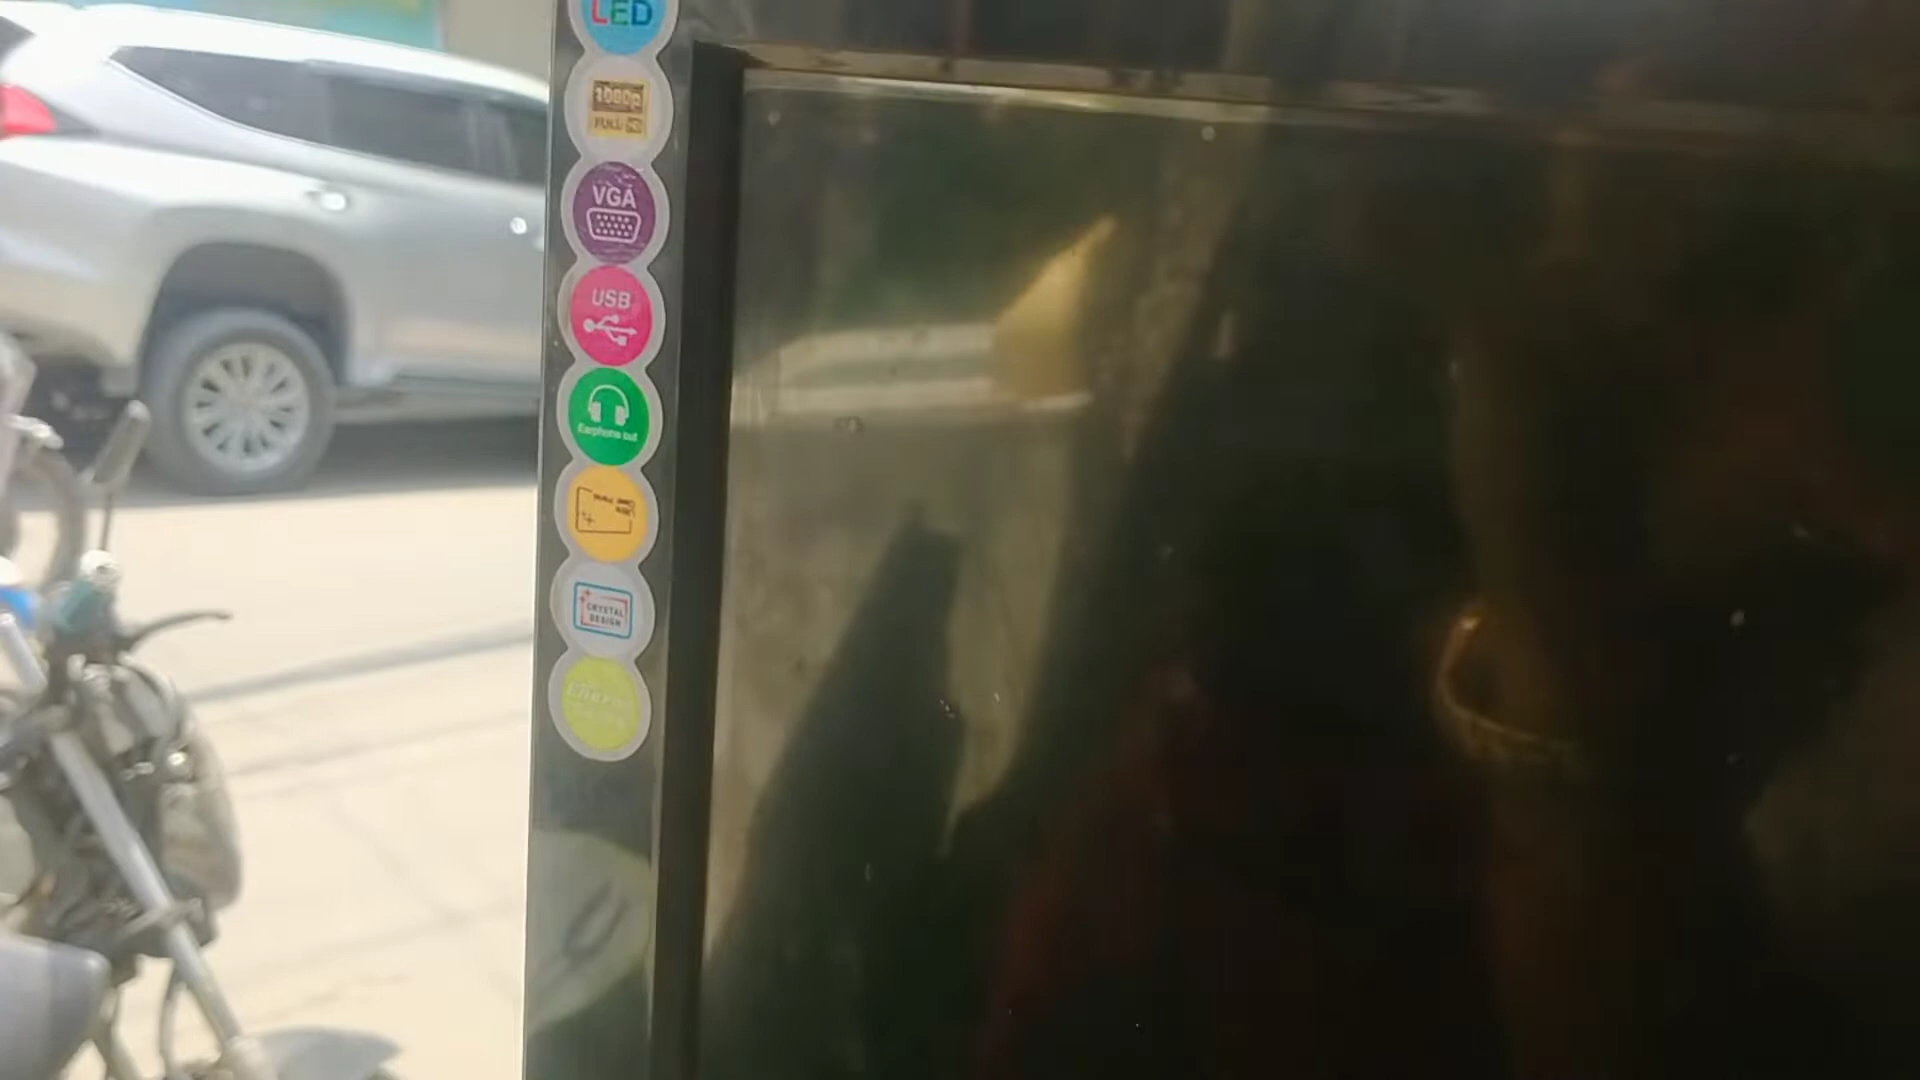 LED
1080p
FULL HD
VGA
USB
Earphone out
CRYSTAL
DESIGN